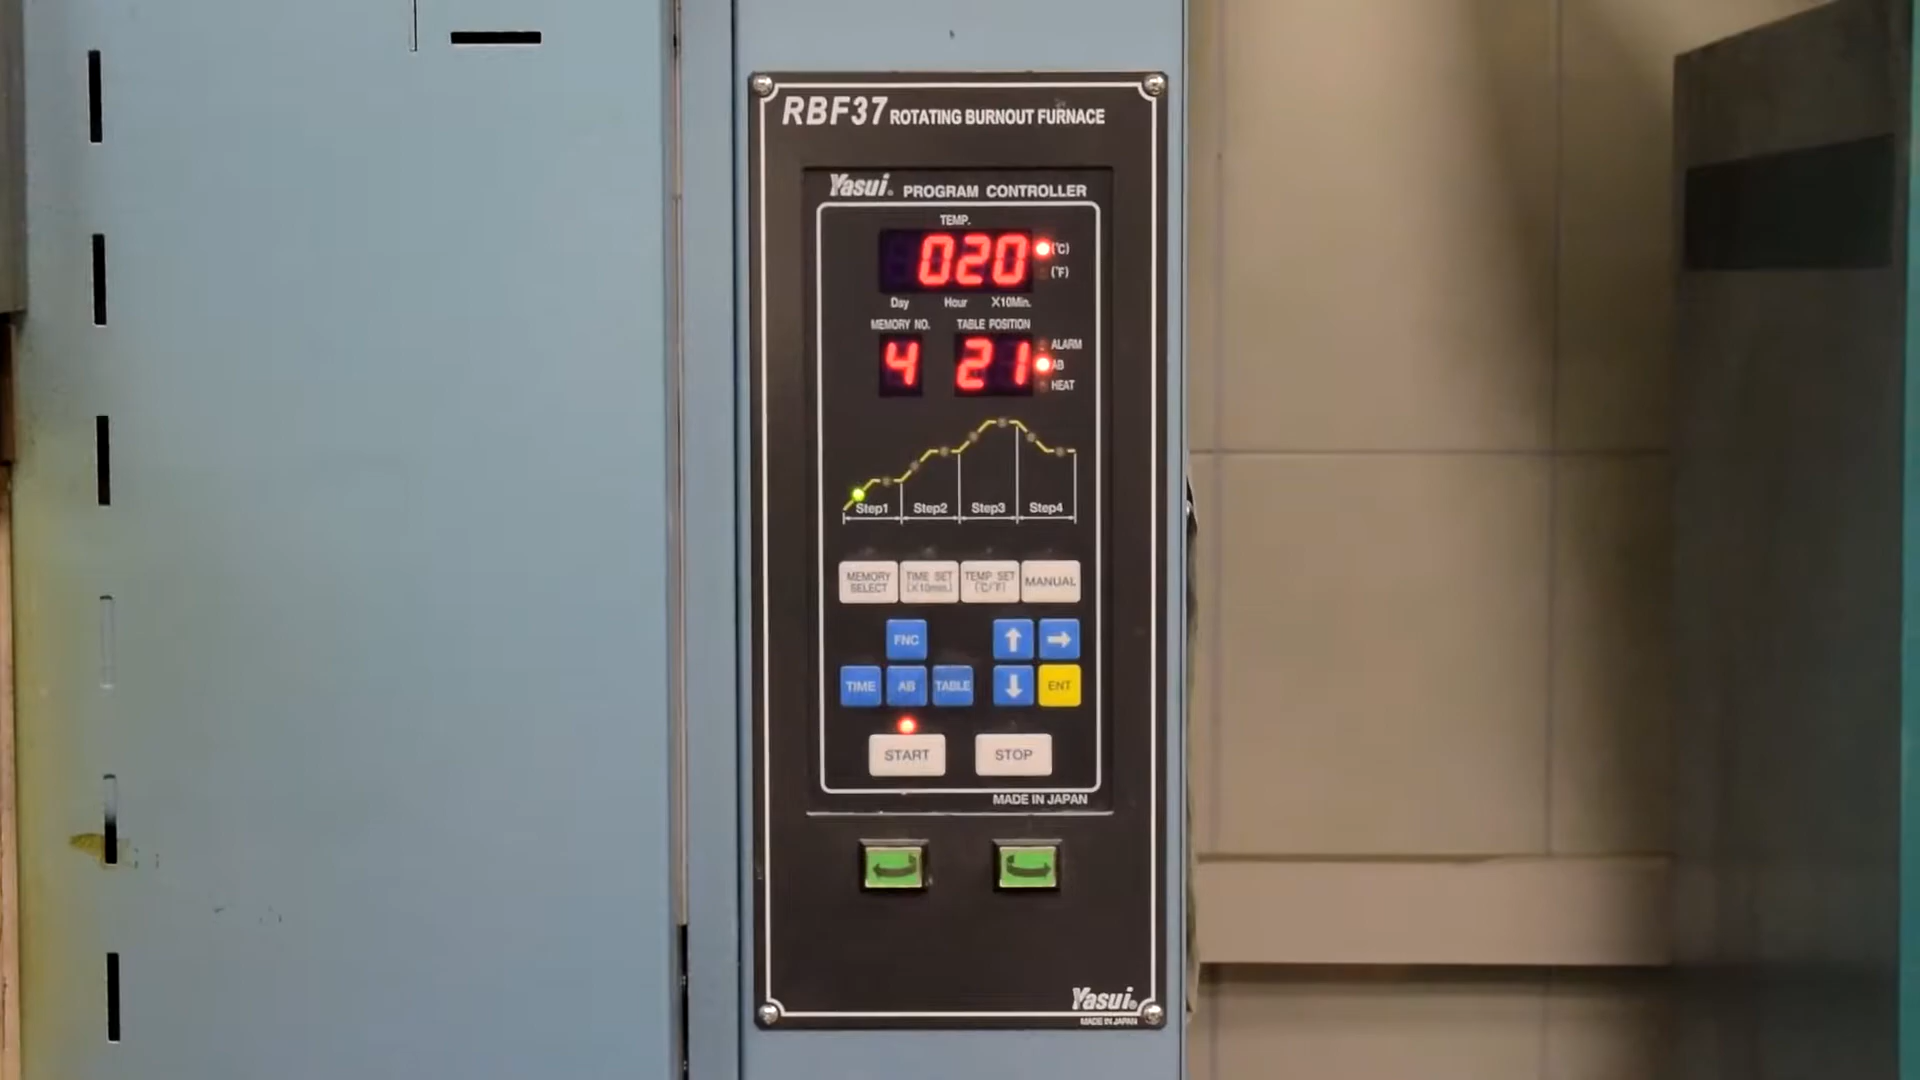 RBF37 ROTATING BURNOUT FURNACE
Yasui® PROGRAM CONTROLLER
TEMP.
020
(℃)
(℉)
Day Hour X10Min.
MEMORY NO. TABLE POSITION
4 21
ALARM
AB
HEAT
Step1 Step2 Step3 Step4
MEMORY SELECT
TIME SET (X10min.)
TEMP SET (℃/℉)
MANUAL
FNC
TIME AB TABLE ENT
START STOP
MADE IN JAPAN
Yasui®
MADE IN JAPAN